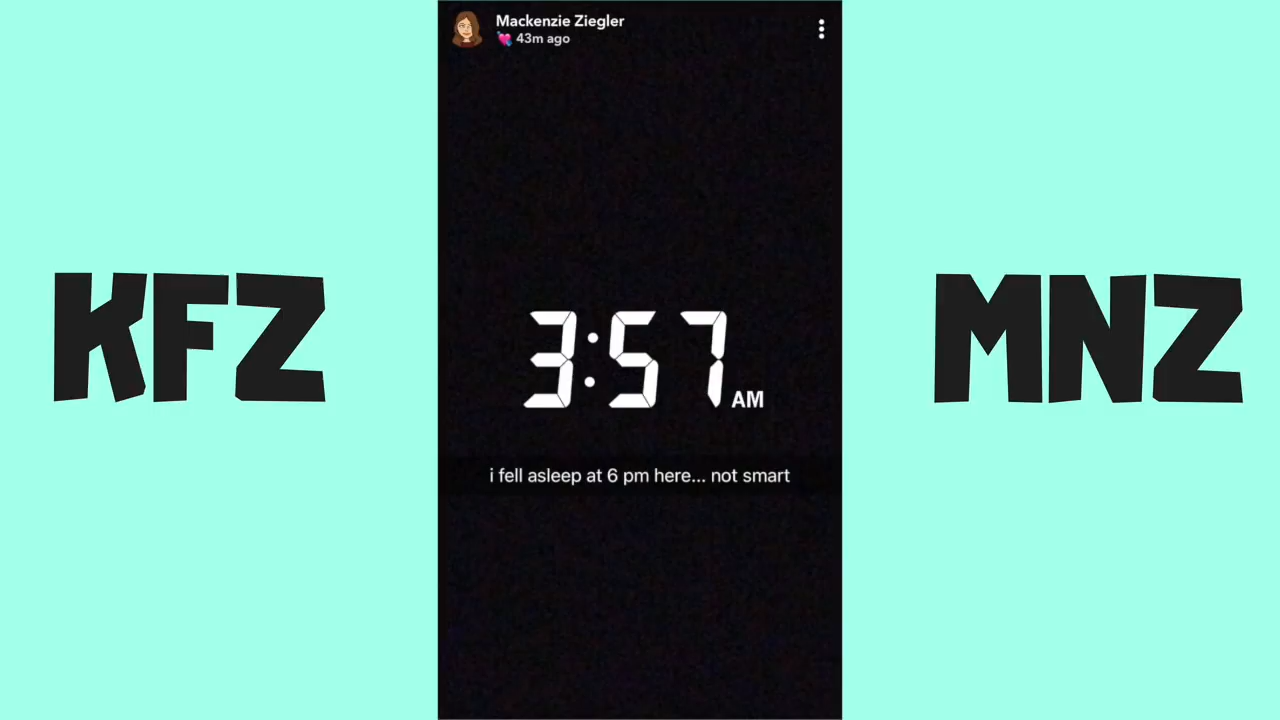 Mackenzie Ziegler
💘 43m ago
KFZ
3:57 AM
MNZ
i fell asleep at 6 pm here... not smart